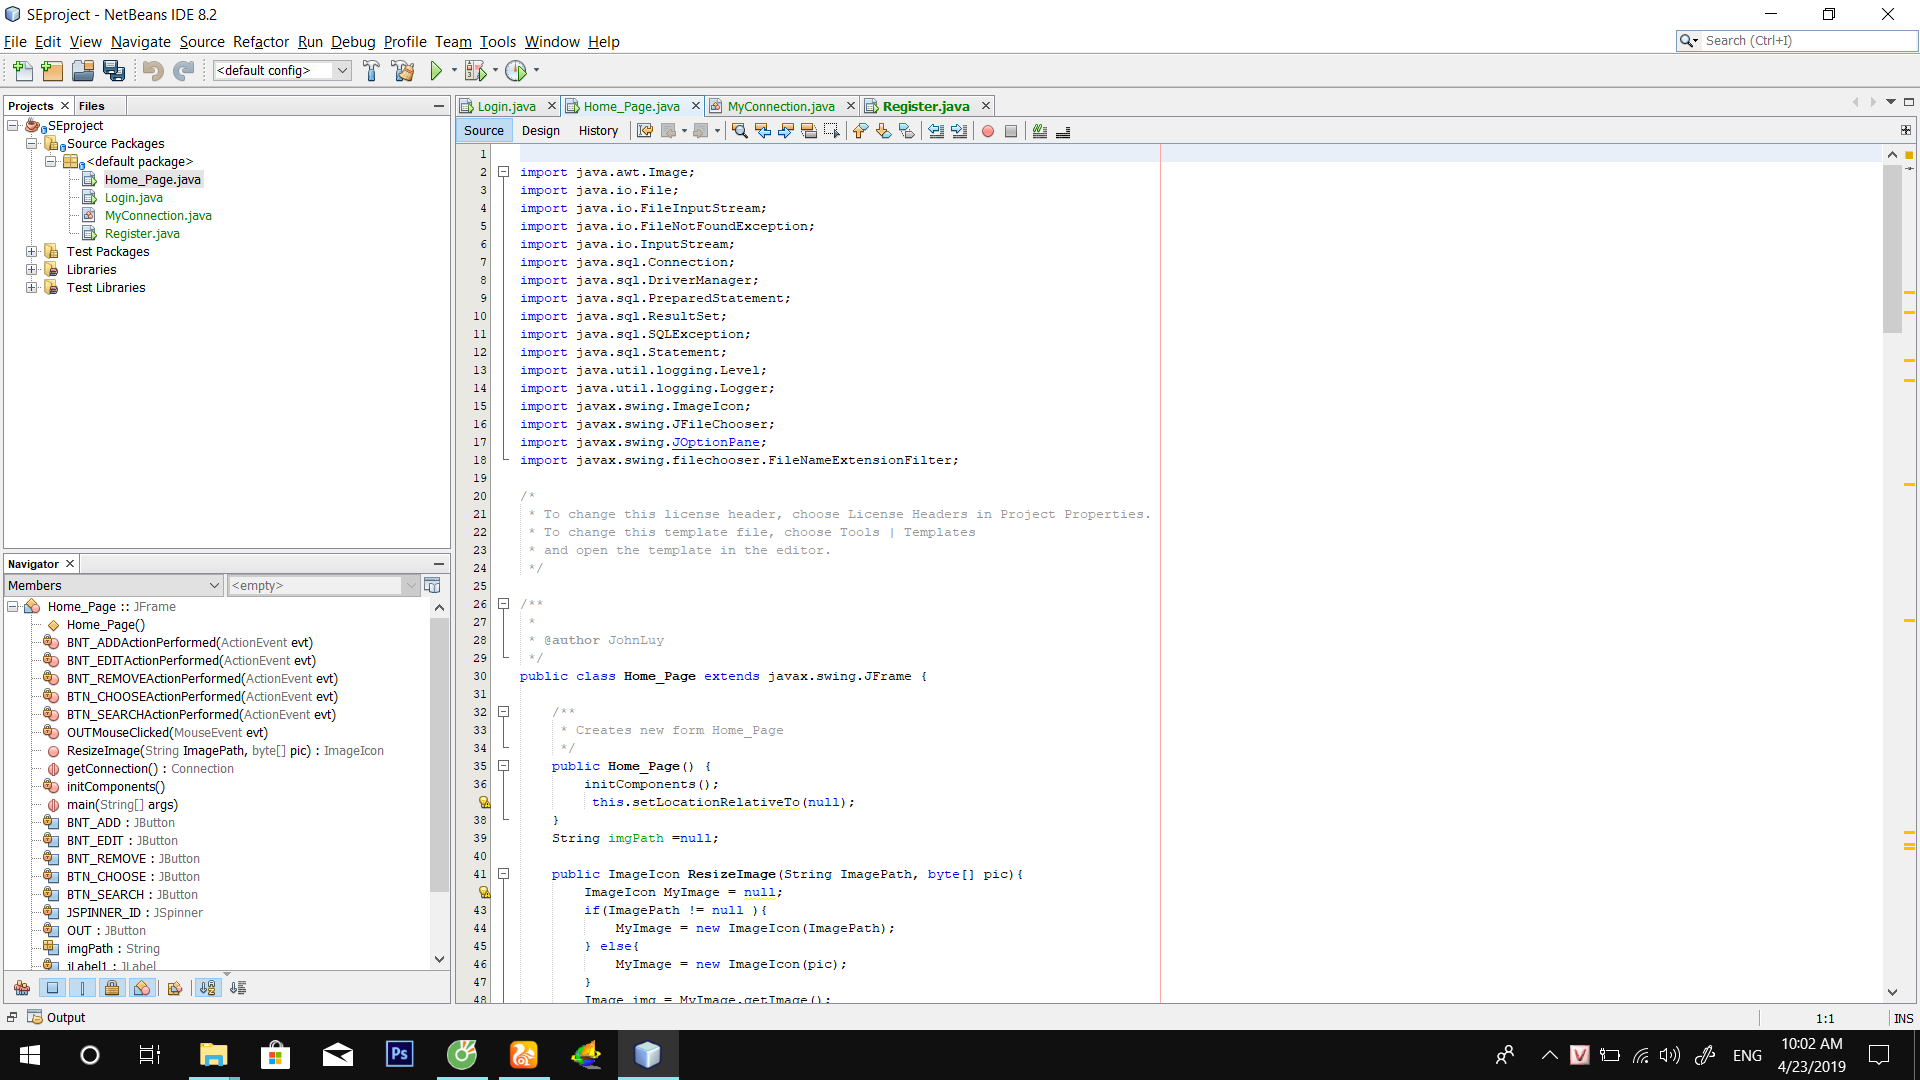 SEproject - NetBeans IDE 8.2
File Edit View Navigate Source Refactor Run Debug Profile Team Tools Window Help
Search (Ctrl+I)
<default config>
Projects Files
SEproject
Source Packages
<default package>
Home_Page.java
Login.java
MyConnection.java
Register.java
Test Packages
Libraries
Test Libraries
Navigator
Members <empty>
Home_Page :: JFrame
Home_Page()
BNT_ADDActionPerformed(ActionEvent evt)
BNT_EDITActionPerformed(ActionEvent evt)
BNT_REMOVEActionPerformed(ActionEvent evt)
BTN_CHOOSEActionPerformed(ActionEvent evt)
BTN_SEARCHActionPerformed(ActionEvent evt)
OUTMouseClicked(MouseEvent evt)
ResizeImage(String ImagePath, byte[] pic) : ImageIcon
getConnection() : Connection
initComponents()
main(String[] args)
BNT_ADD : JButton
BNT_EDIT : JButton
BNT_REMOVE : JButton
BTN_CHOOSE : JButton
BTN_SEARCH : JButton
JSPINNER_ID : JSpinner
OUT : JButton
imgPath : String
jLabel1 : JLabel
Login.java Home_Page.java MyConnection.java Register.java
Source Design History
1
2 import java.awt.Image;
3 import java.io.File;
4 import java.io.FileInputStream;
5 import java.io.FileNotFoundException;
6 import java.io.InputStream;
7 import java.sql.Connection;
8 import java.sql.DriverManager;
9 import java.sql.PreparedStatement;
10 import java.sql.ResultSet;
11 import java.sql.SQLException;
12 import java.sql.Statement;
13 import java.util.logging.Level;
14 import java.util.logging.Logger;
15 import javax.swing.ImageIcon;
16 import javax.swing.JFileChooser;
17 import javax.swing.JOptionPane;
18 import javax.swing.filechooser.FileNameExtensionFilter;
19
20 /*
21 * To change this license header, choose License Headers in Project Properties.
22 * To change this template file, choose Tools | Templates
23 * and open the template in the editor.
24 */
25
26 /**
27 *
28 * @author JohnLuy
29 */
30 public class Home_Page extends javax.swing.JFrame {
31
32 /**
33 * Creates new form Home_Page
34 */
35 public Home_Page() {
36 initComponents();
this.setLocationRelativeTo(null);
38 }
39 String imgPath =null;
40
41 public ImageIcon ResizeImage(String ImagePath, byte[] pic){
ImageIcon MyImage = null;
43 if(ImagePath != null ){
44 MyImage = new ImageIcon(ImagePath);
45 } else{
46 MyImage = new ImageIcon(pic);
47 }
48 Image img = MyImage.getImage();
Output
1:1 INS
Ps
V
ENG
10:02 AM
4/23/2019